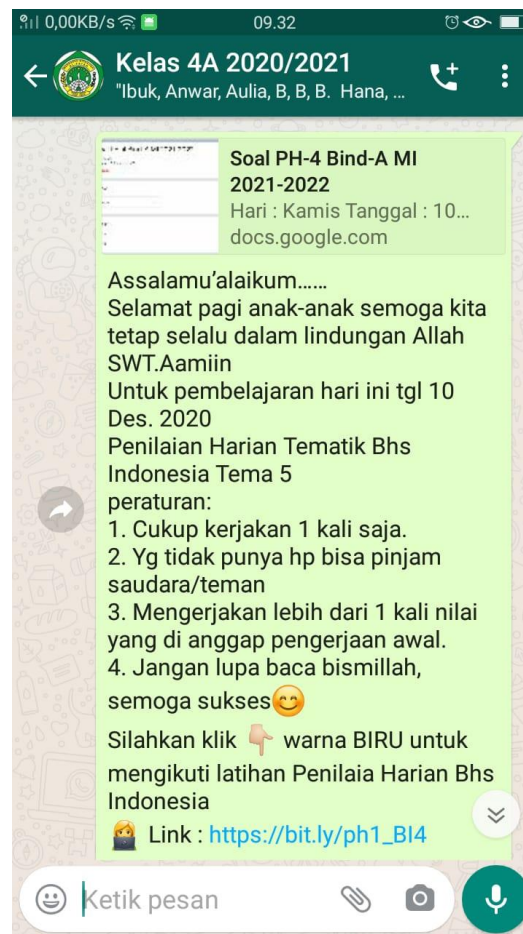 0,00KB/s
09.32
Kelas 4A 2020/2021
"Ibuk, Anwar, Aulia, B, B, B. Hana, ...
Soal PH-4 Bind-A MI
2021-2022
Hari : Kamis Tanggal : 10...
docs.google.com
Assalamu’alaikum......
Selamat pagi anak-anak semoga kita
tetap selalu dalam lindungan Allah
SWT.Aamiin
Untuk pembelajaran hari ini tgl 10
Des. 2020
Penilaian Harian Tematik Bhs
Indonesia Tema 5
peraturan:
1. Cukup kerjakan 1 kali saja.
2. Yg tidak punya hp bisa pinjam
saudara/teman
3. Mengerjakan lebih dari 1 kali nilai
yang di anggap pengerjaan awal.
4. Jangan lupa baca bismillah,
semoga sukses😊
Silahkan klik 👇🏻 warna BIRU untuk
mengikuti latihan Penilaia Harian Bhs
Indonesia
👩‍💻 Link : https://bit.ly/ph1_BI4
Ketik pesan